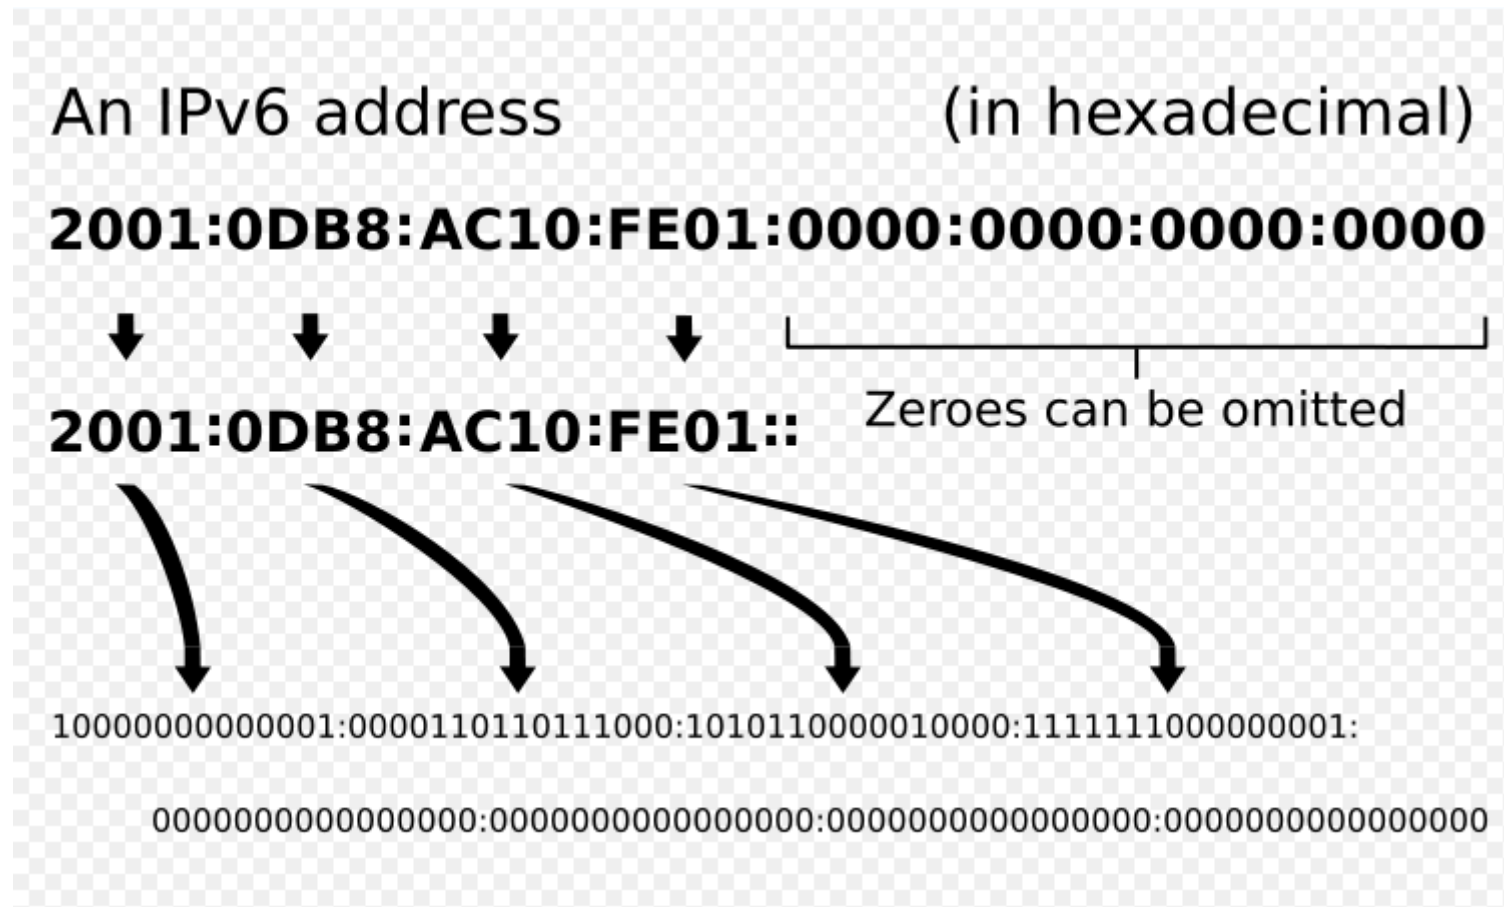 An IPv6 address (in hexadecimal)
2001:0DB8:AC10:FE01:0000:0000:0000:0000
Zeroes can be omitted
2001:0DB8:AC10:FE01::
10000000000001:0000110110111000:1010110000010000:1111111000000001:
0000000000000000:0000000000000000:0000000000000000:0000000000000000